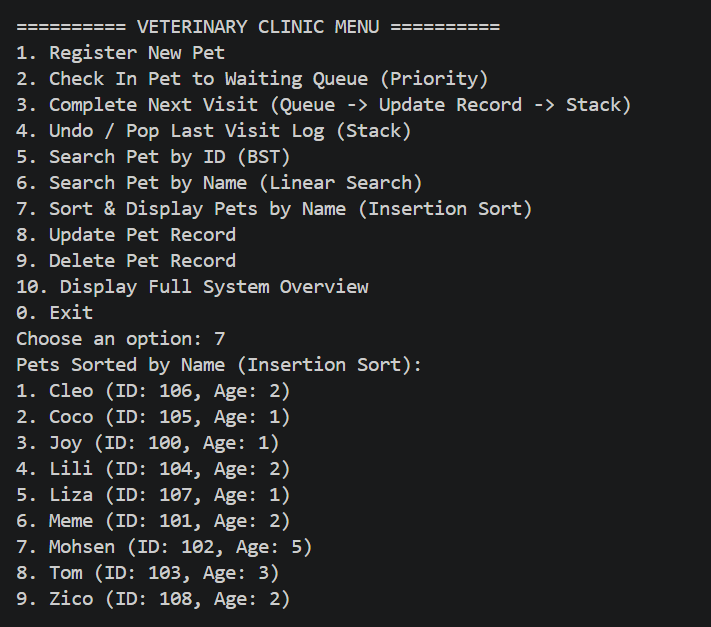 ========== VETERINARY CLINIC MENU ==========
1. Register New Pet
2. Check In Pet to Waiting Queue (Priority)
3. Complete Next Visit (Queue -> Update Record -> Stack)
4. Undo / Pop Last Visit Log (Stack)
5. Search Pet by ID (BST)
6. Search Pet by Name (Linear Search)
7. Sort & Display Pets by Name (Insertion Sort)
8. Update Pet Record
9. Delete Pet Record
10. Display Full System Overview
0. Exit
Choose an option: 7
Pets Sorted by Name (Insertion Sort):
1. Cleo (ID: 106, Age: 2)
2. Coco (ID: 105, Age: 1)
3. Joy (ID: 100, Age: 1)
4. Lili (ID: 104, Age: 2)
5. Liza (ID: 107, Age: 1)
6. Meme (ID: 101, Age: 2)
7. Mohsen (ID: 102, Age: 5)
8. Tom (ID: 103, Age: 3)
9. Zico (ID: 108, Age: 2)